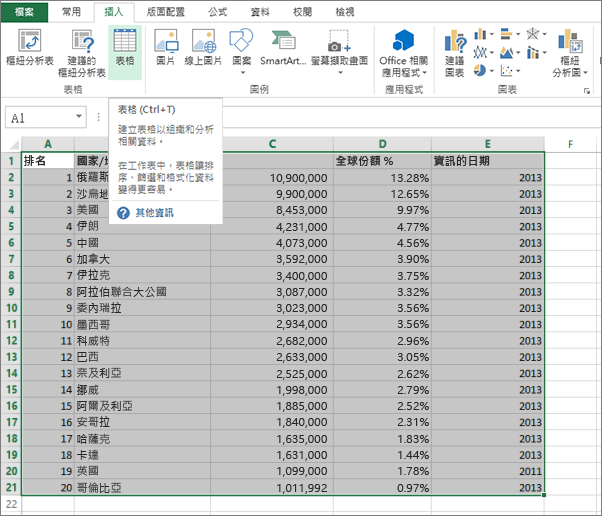 檔案 常用 插入 版面配置 公式 資料 校閱 檢視
樞紐分析表 建議的 樞紐分析表 表格 圖片 線上圖片 圖案 SmartArt... 螢幕擷取畫面 Office 相關 應用程式 建議 圖表 樞紐 分析圖
表格 圖例 應用程式 圖表
A1
表格 (Ctrl+T)
建立表格以組織和分析
相關資料。
在工作表中，表格讓排
序、篩選和格式化資料
變得更容易。
其他資訊
A C D E F
1 排名 國家/ 全球份額 % 資訊的日期
2 1 俄羅斯 10,900,000 13.28% 2013
3 2 沙烏地 9,900,000 12.65% 2013
4 3 美國 8,453,000 9.97% 2013
5 4 伊朗 4,231,000 4.77% 2013
6 5 中國 4,073,000 4.56% 2013
7 6 加拿大 3,592,000 3.90% 2013
8 7 伊拉克 3,400,000 3.75% 2013
9 8 阿拉伯聯合大公國 3,087,000 3.32% 2013
10 9 委內瑞拉 3,023,000 3.56% 2013
11 10 墨西哥 2,934,000 3.56% 2013
12 11 科威特 2,682,000 2.96% 2013
13 12 巴西 2,633,000 3.05% 2013
14 13 奈及利亞 2,525,000 2.62% 2013
15 14 挪威 1,998,000 2.79% 2013
16 15 阿爾及利亞 1,885,000 2.52% 2013
17 16 安哥拉 1,840,000 2.31% 2013
18 17 哈薩克 1,635,000 1.83% 2013
19 18 卡達 1,631,000 1.44% 2013
20 19 英國 1,099,000 1.78% 2011
21 20 哥倫比亞 1,011,992 0.97% 2013
22